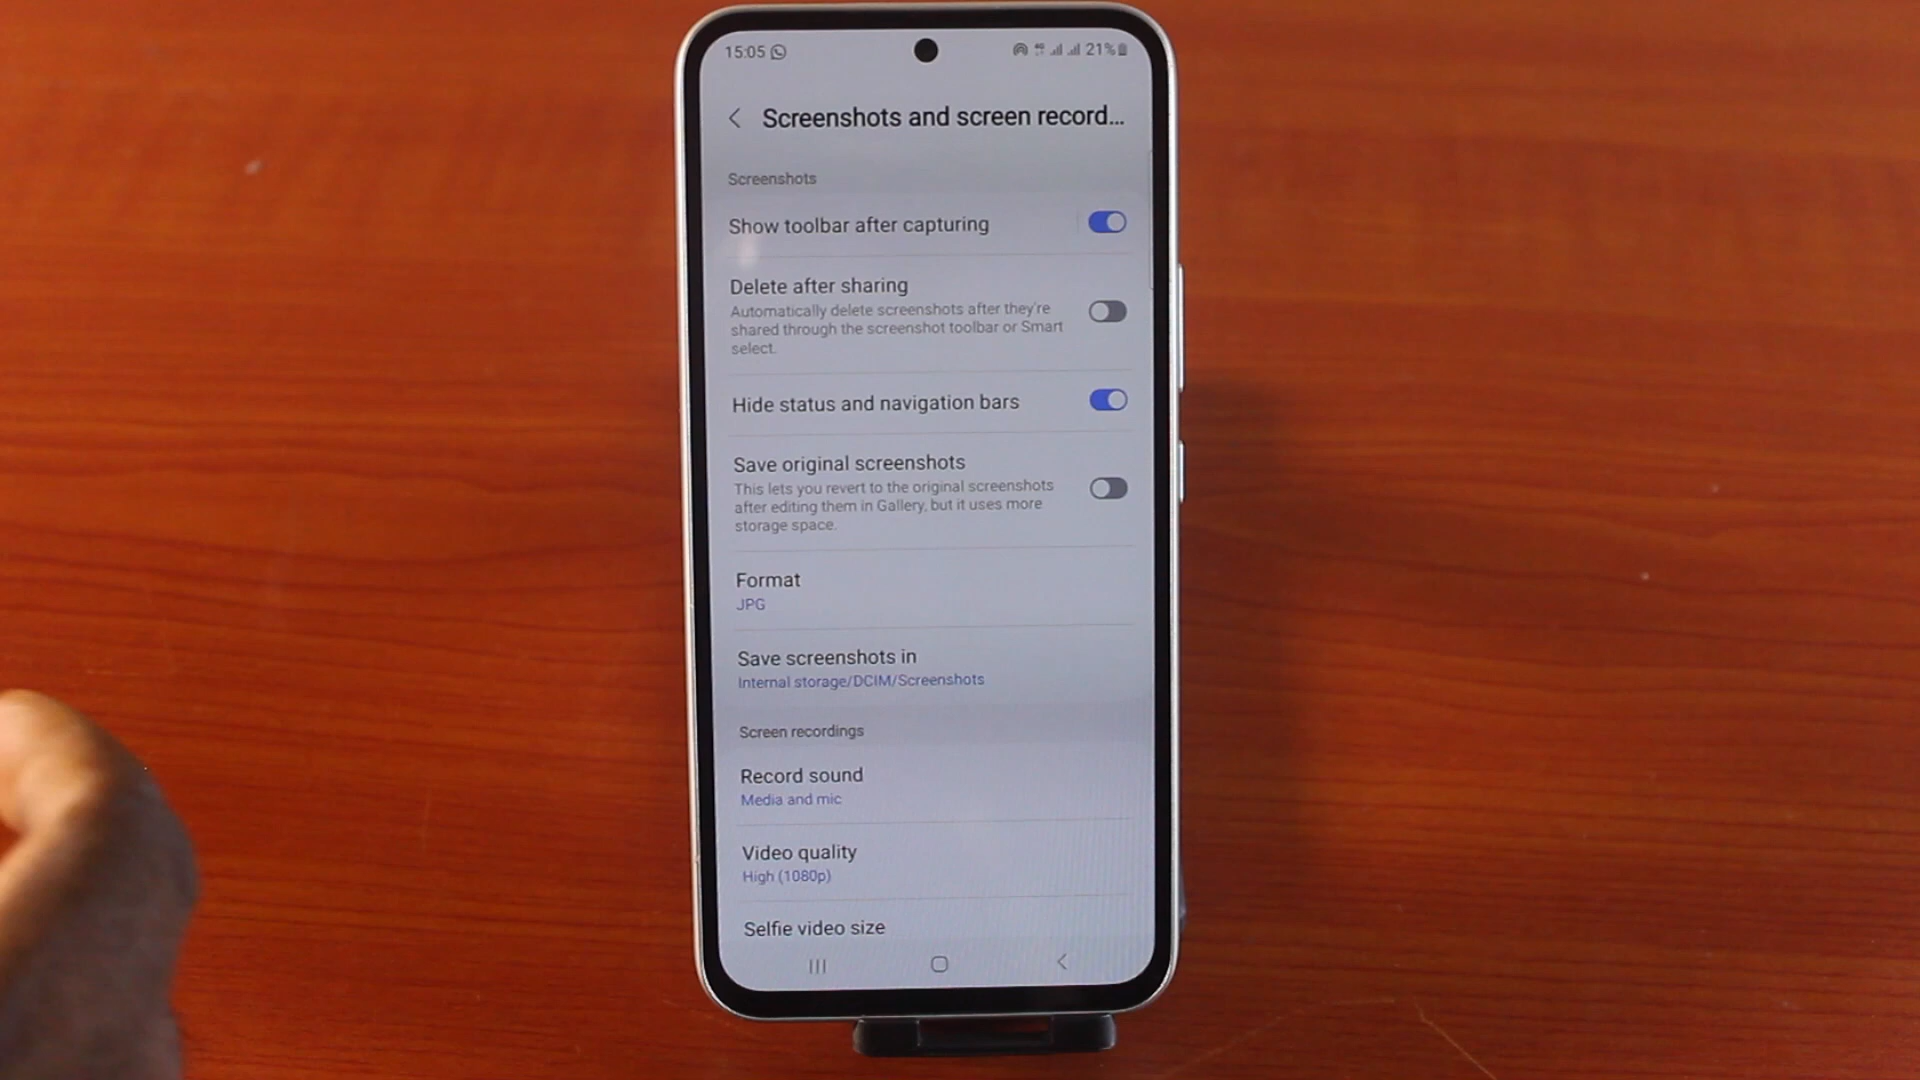 15:05
21%
Screenshots and screen record...
Screenshots
Show toolbar after capturing
Delete after sharing
Automatically delete screenshots after they're
shared through the screenshot toolbar or Smart
select.
Hide status and navigation bars
Save original screenshots
This lets you revert to the original screenshots
after editing them in Gallery, but it uses more
storage space.
Format
JPG
Save screenshots in
Internal storage/DCIM/Screenshots
Screen recordings
Record sound
Media and mic
Video quality
High (1080p)
Selfie video size